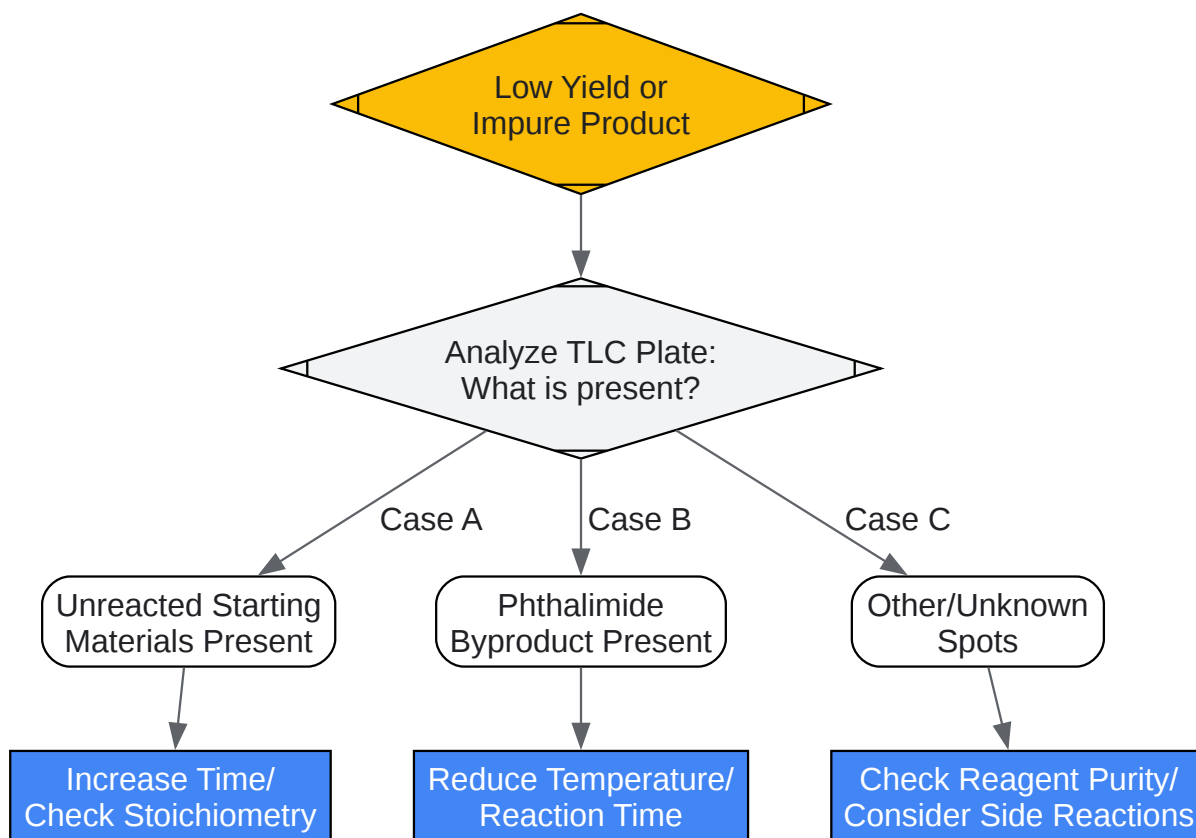 Low Yield or
Impure Product
Analyze TLC Plate:
What is present?
Case A
Case B
Case C
Unreacted Starting
Materials Present
Phthalimide
Byproduct Present
Other/Unknown
Spots
Increase Time/
Check Stoichiometry
Reduce Temperature/
Reaction Time
Check Reagent Purity/
Consider Side Reactions